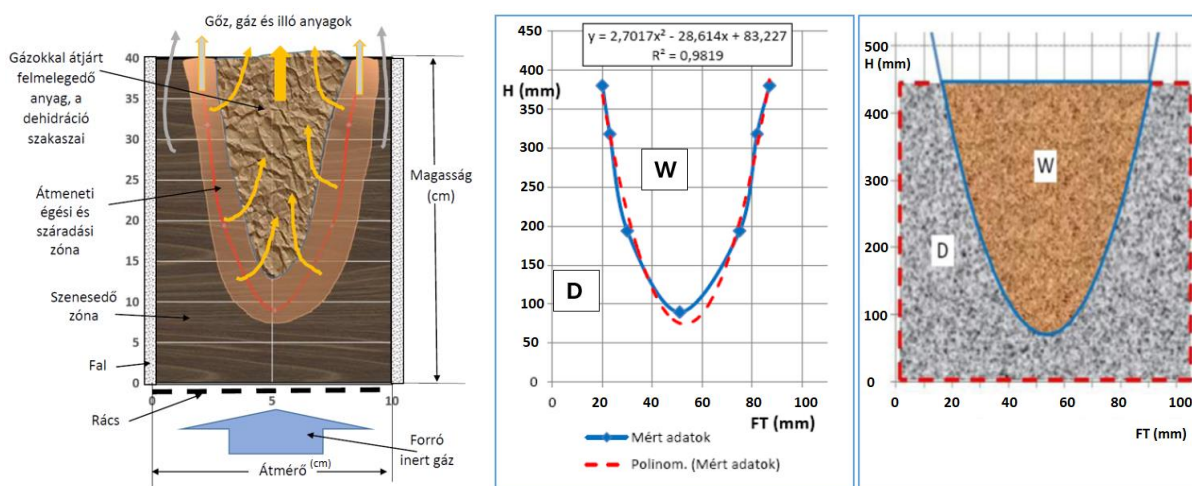 Gőz, gáz és illó anyagok
Gázokkal átjárt
felmelegedő
anyag, a
dehidráció
szakaszai
Átmeneti
égési és
száradási
zóna
Szenesedő
zóna
Fal
Rács
40
35
30
25
20
15
10
5
0
0
5
10
Magasság
(cm)
Forró
inert gáz
Átmérő (cm)
y = 2,7017x² - 28,614x + 83,227
R² = 0,9819
450
400
H (mm)
350
300
250
200
150
100
50
0
0
20
40
60
80
100
FT (mm)
W
D
Mért adatok
Polinom. (Mért adatok)
500
H (mm)
400
300
200
100
0
0
20
40
60
80
100
FT (mm)
W
D